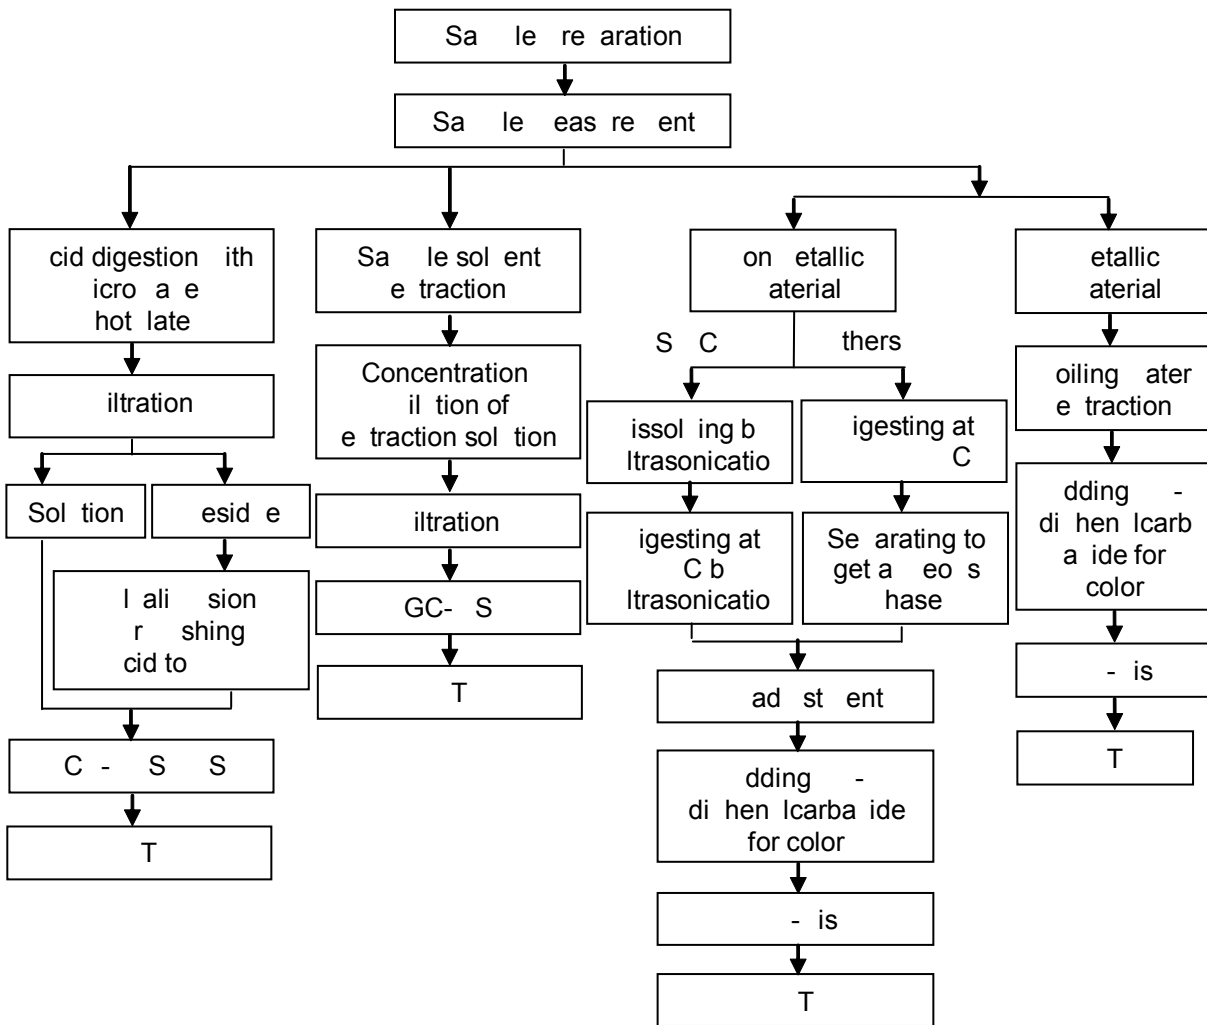 Sa le re aration
Sa le eas re ent
cid digestion ith
icro a e
hot late
Sa le sol ent
e traction
on etallic
aterial
etallic
aterial
S C
thers
iltration
Concentration
il tion of
e traction sol tion
issol ing b
ltrasonicatio
igesting at
C
oiling ater
e traction
Sol tion
esid e
iltration
igesting at
C b
ltrasonicatio
Se arating to
get a eo s
hase
dding -
di hen lcarb
a ide for
color
l ali sion
r shing
cid to
GC- S
T
ad st ent
- is
C - S S
T
dding -
di hen lcarba ide
for color
T
- is
T